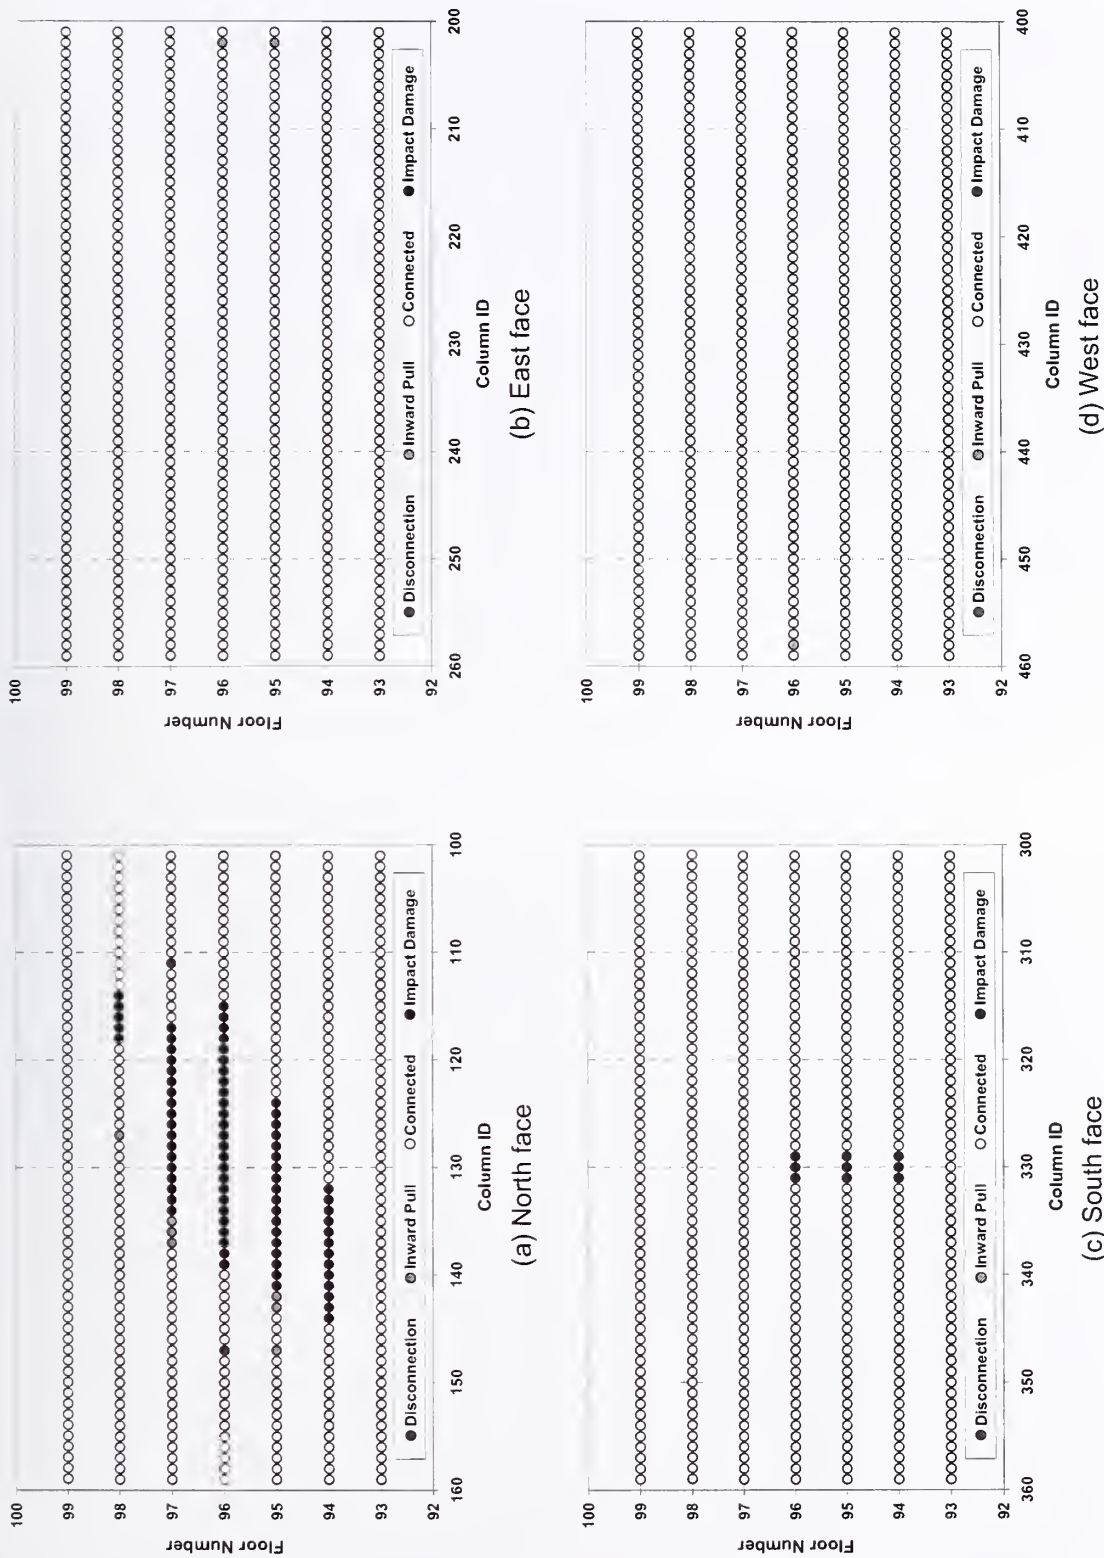 100
99
98
97
96
95
94
93
92
Floor Number
160
150
140
130
120
110
100
Disconnection
Inward Pull
Connected
Impact Damage
Column ID
(a) North face
100
99
98
97
96
95
94
93
92
Floor Number
260
250
240
230
220
210
200
Disconnection
Inward Pull
Connected
Impact Damage
Column ID
(b) East face
100
99
98
97
96
95
94
93
92
Floor Number
360
350
340
330
320
310
300
Disconnection
Inward Pull
Connected
Impact Damage
Column ID
(c) South face
100
99
98
97
96
95
94
93
92
Floor Number
460
450
440
430
420
410
400
Disconnection
Inward Pull
Connected
Impact Damage
Column ID
(d) West face